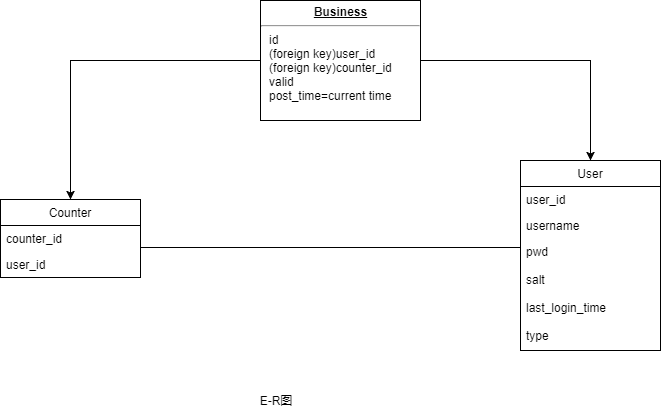 Business
id
(foreign key)user_id
(foreign key)counter_id
valid
post_time=current time
Counter
counter_id
user_id
User
user_id
username
pwd
salt
last_login_time
type
E-R图